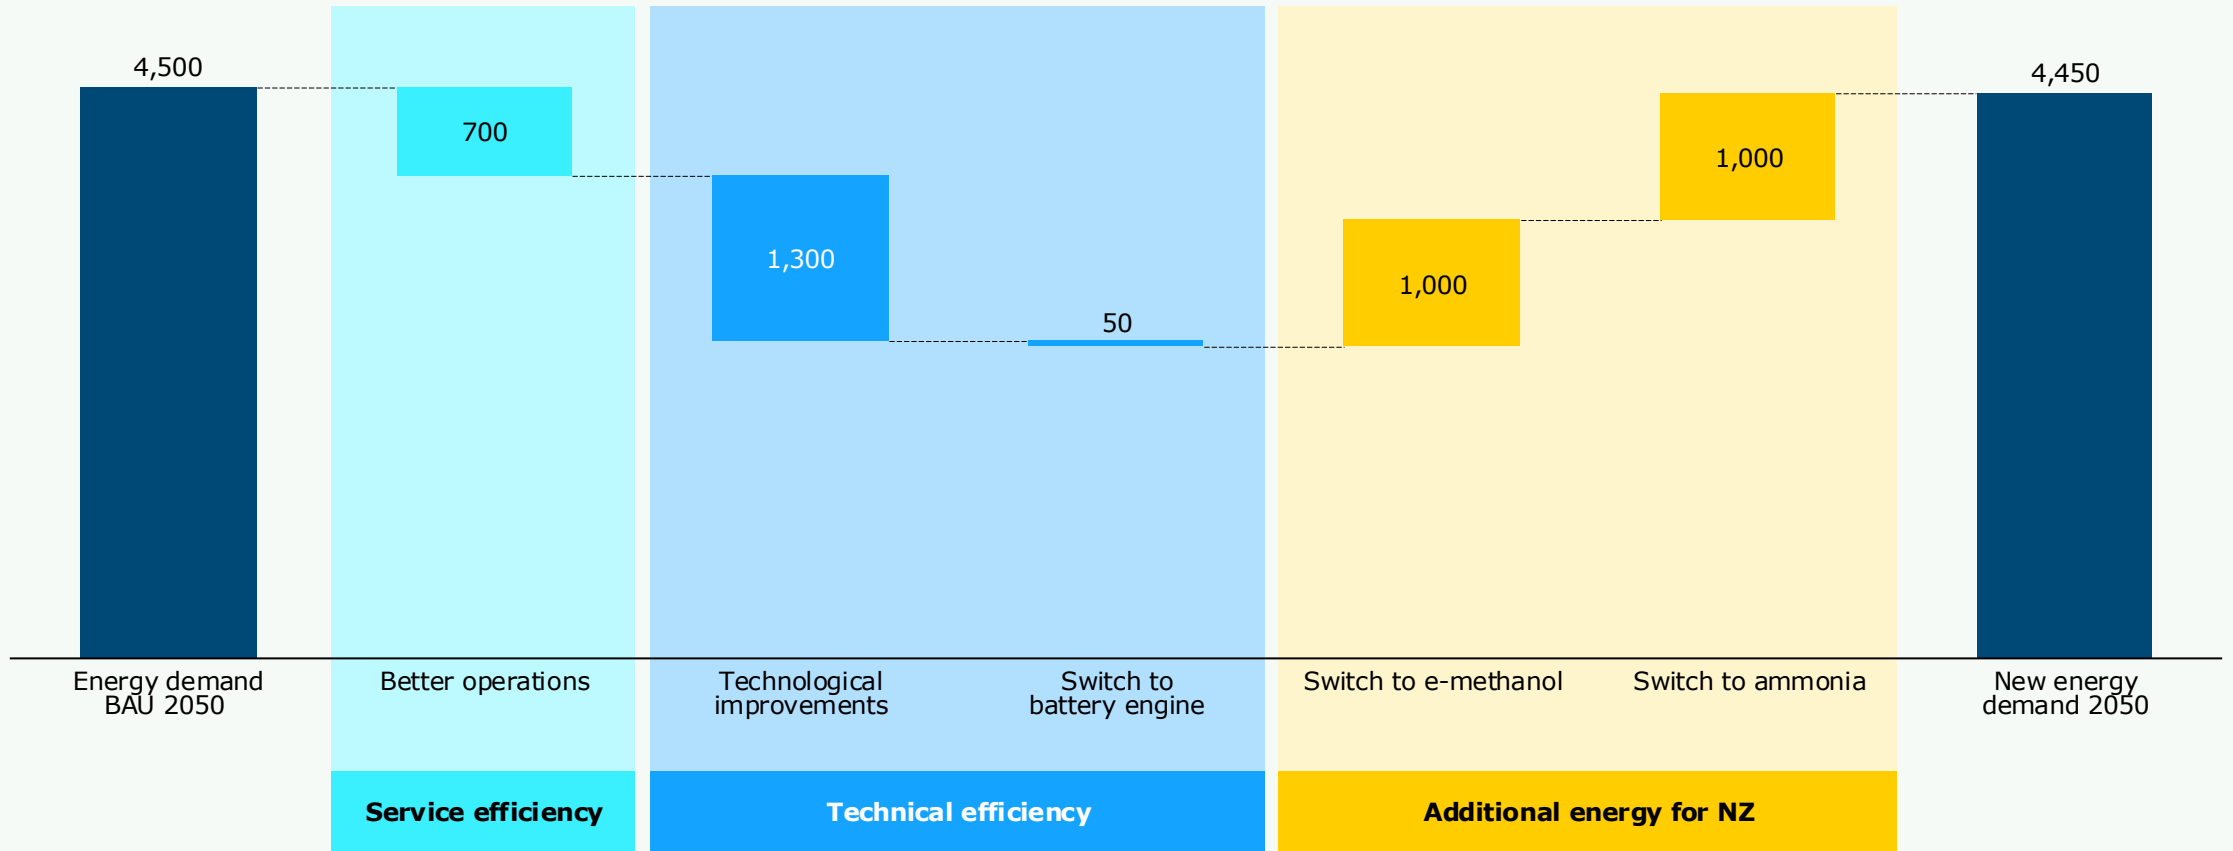 4,500
700
1,300
50
1,000
1,000
4,450
Energy demand
BAU 2050
Better operations
Technological
improvements
Switch to
battery engine
Switch to e-methanol
Switch to ammonia
New energy
demand 2050
Service efficiency
Technical efficiency
Additional energy for NZ